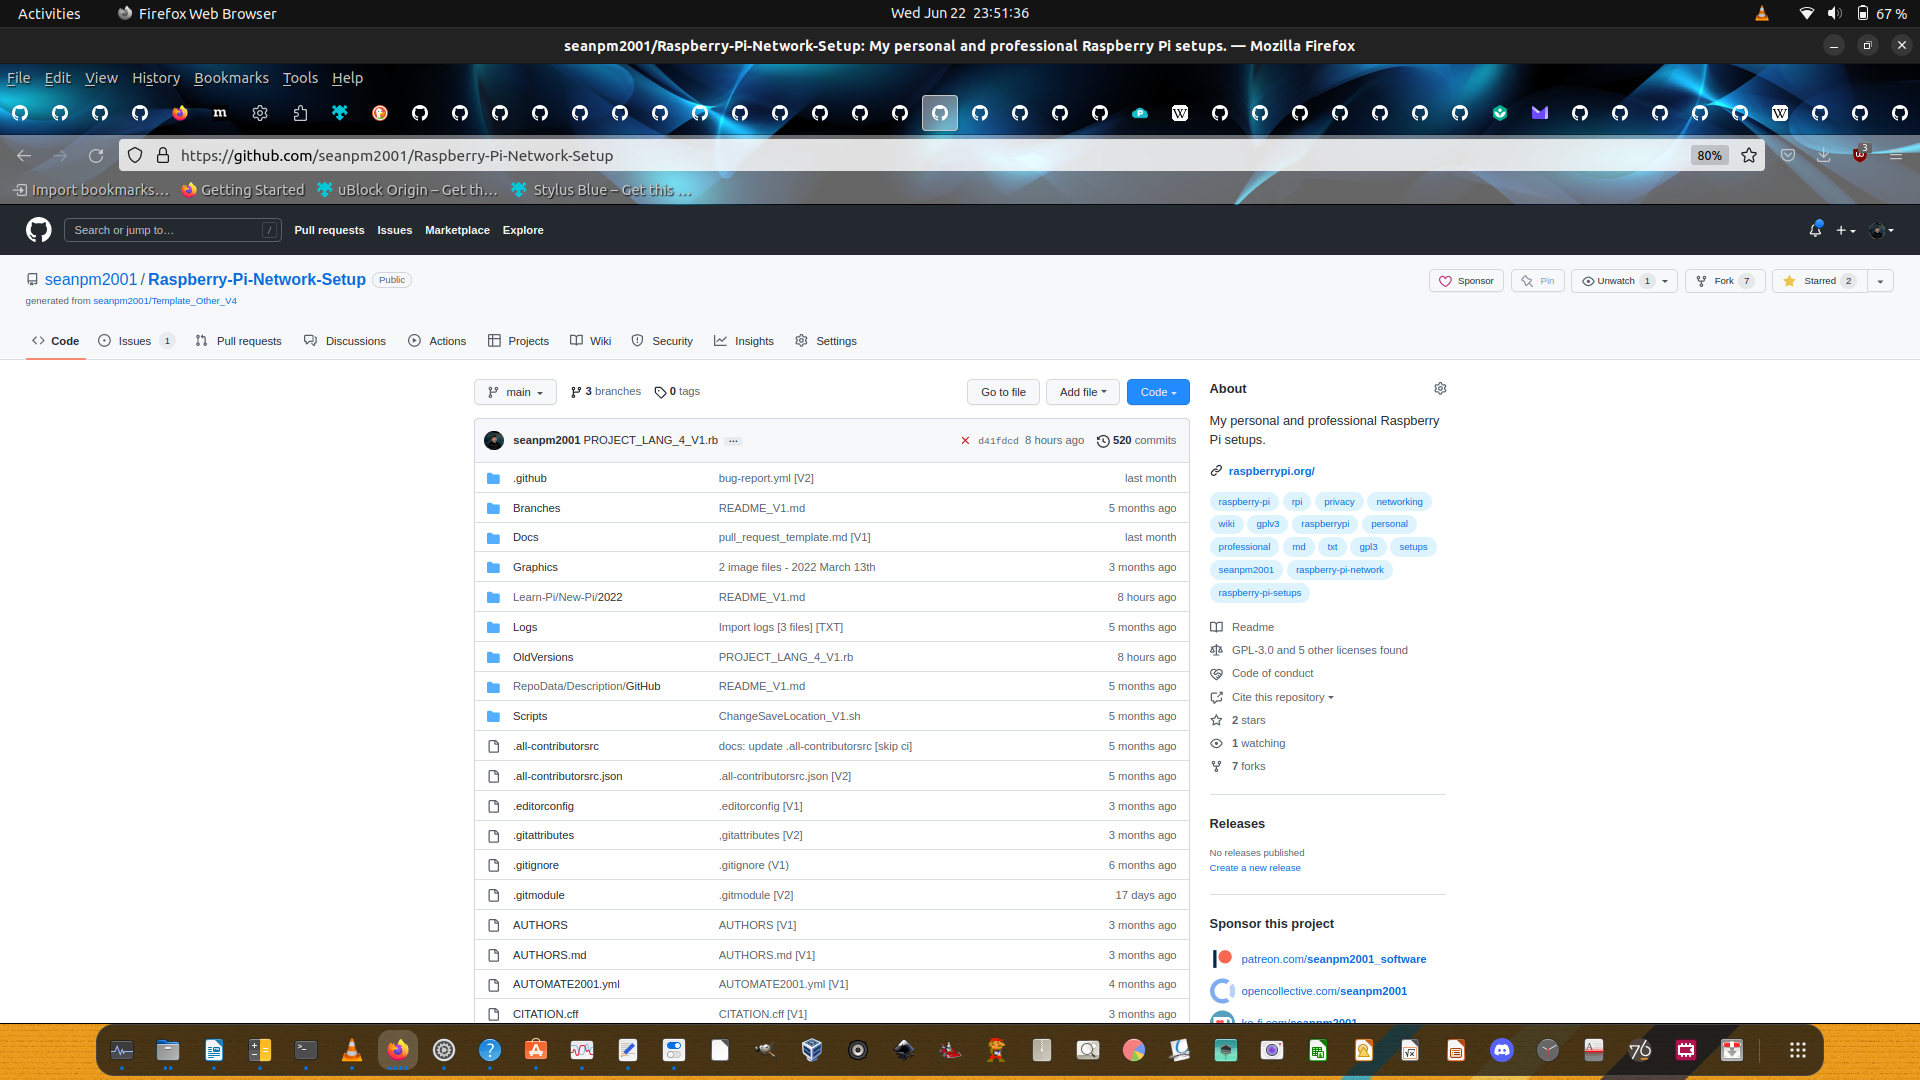 Activities Firefox Web Browser Wed Jun 22 23:51:36 67 %
seanpm2001/Raspberry-Pi-Network-Setup: My personal and professional Raspberry Pi setups. — Mozilla Firefox
File Edit View History Bookmarks Tools Help
https://github.com/seanpm2001/Raspberry-Pi-Network-Setup 80% 3
Import bookmarks… Getting Started uBlock Origin – Get th… Stylus Blue – Get this …
Search or jump to… / Pull requests Issues Marketplace Explore
seanpm2001 / Raspberry-Pi-Network-Setup Public Sponsor Pin Unwatch 1 Fork 7 Starred 2
generated from seanpm2001/Template_Other_V4
Code Issues 1 Pull requests Discussions Actions Projects Wiki Security Insights Settings
main 3 branches 0 tags Go to file Add file Code
seanpm2001 PROJECT_LANG_4_V1.rb ... d41fdcd 8 hours ago 520 commits
.github bug-report.yml [V2] last month
Branches README_V1.md 5 months ago
Docs pull_request_template.md [V1] last month
Graphics 2 image files - 2022 March 13th 3 months ago
Learn-Pi/New-Pi/2022 README_V1.md 8 hours ago
Logs Import logs [3 files] [TXT] 5 months ago
OldVersions PROJECT_LANG_4_V1.rb 8 hours ago
RepoData/Description/GitHub README_V1.md 5 months ago
Scripts ChangeSaveLocation_V1.sh 5 months ago
.all-contributorsrc docs: update .all-contributorsrc [skip ci] 5 months ago
.all-contributorsrc.json .all-contributorsrc.json [V2] 5 months ago
.editorconfig .editorconfig [V1] 3 months ago
.gitattributes ,gitattributes [V2] 3 months ago
.gitignore .gitignore (V1) 6 months ago
.gitmodule .gitmodule [V2] 17 days ago
AUTHORS AUTHORS [V1] 3 months ago
AUTHORS.md AUTHORS.md [V1] 3 months ago
AUTOMATE2001.yml AUTOMATE2001.yml [V1] 4 months ago
CITATION.cff CITATION.cff [V1] 3 months ago
About
My personal and professional Raspberry
Pi setups.
raspberrypi.org/
raspberry-pi rpi privacy networking
wiki gplv3 raspberrypi personal
professional md txt gpl3 setups
seanpm2001 raspberry-pi-network
raspberry-pi-setups
Readme
GPL-3.0 and 5 other licenses found
Code of conduct
Cite this repository
2 stars
1 watching
7 forks
Releases
No releases published
Create a new release
Sponsor this project
patreon.com/seanpm2001_software
opencollective.com/seanpm2001
ko-fi.com/seanpm2001